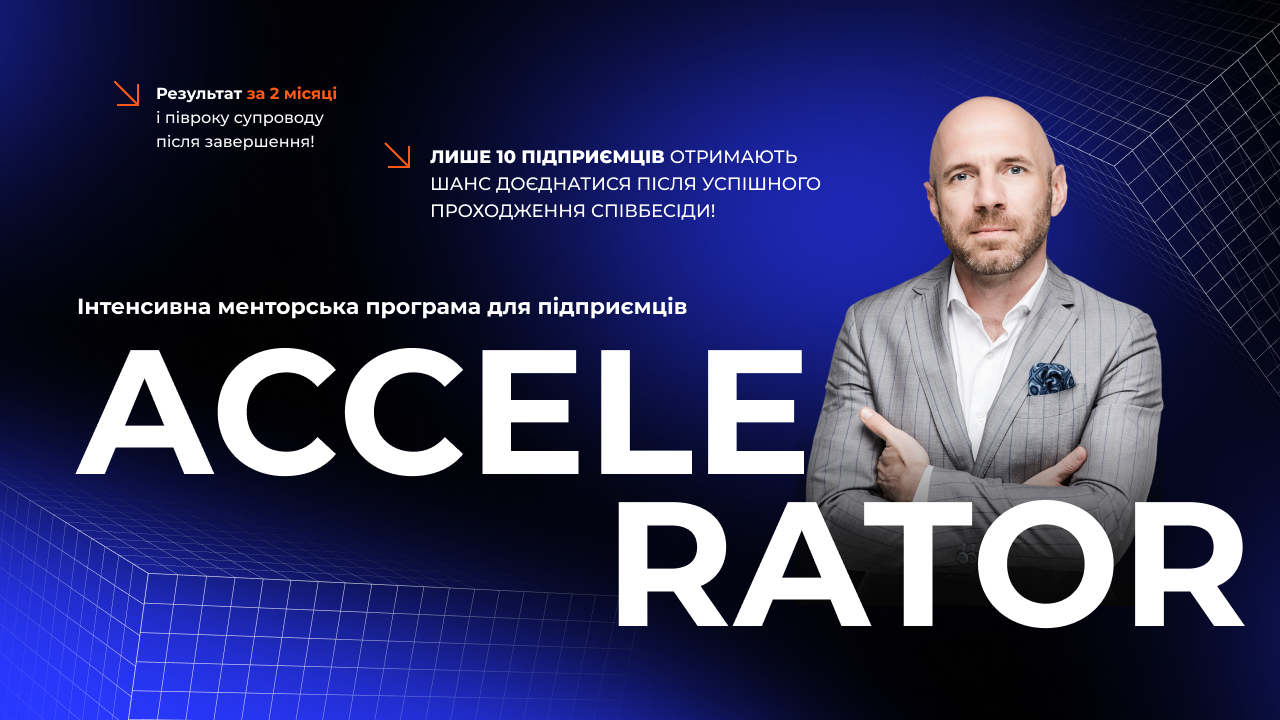 Результат за 2 місяці
і півроку супроводу
після завершення!
ЛИШЕ 10 ПІДПРИЄМЦІВ ОТРИМАЮТЬ
ШАНС ДОЄДНАТИСЯ ПІСЛЯ УСПІШНОГО
ПРОХОДЖЕННЯ СПІВБЕСІДИ!
Інтенсивна менторська програма для підприємців
ACCELE
RATOR